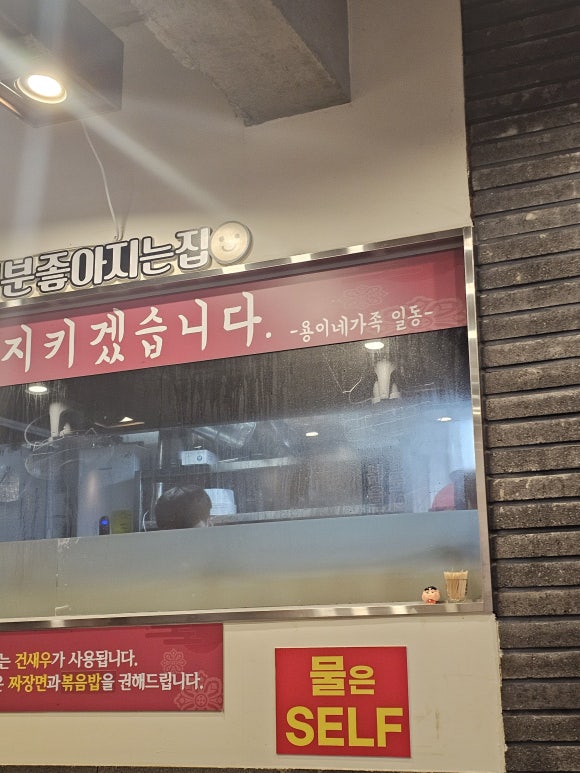 분좋아지는집
지키겠습니다. -용이네가족 일동-
는 건새우가 사용됩니다.
은 짜장면과볶음밥을 권해드립니다.
물은
SELF